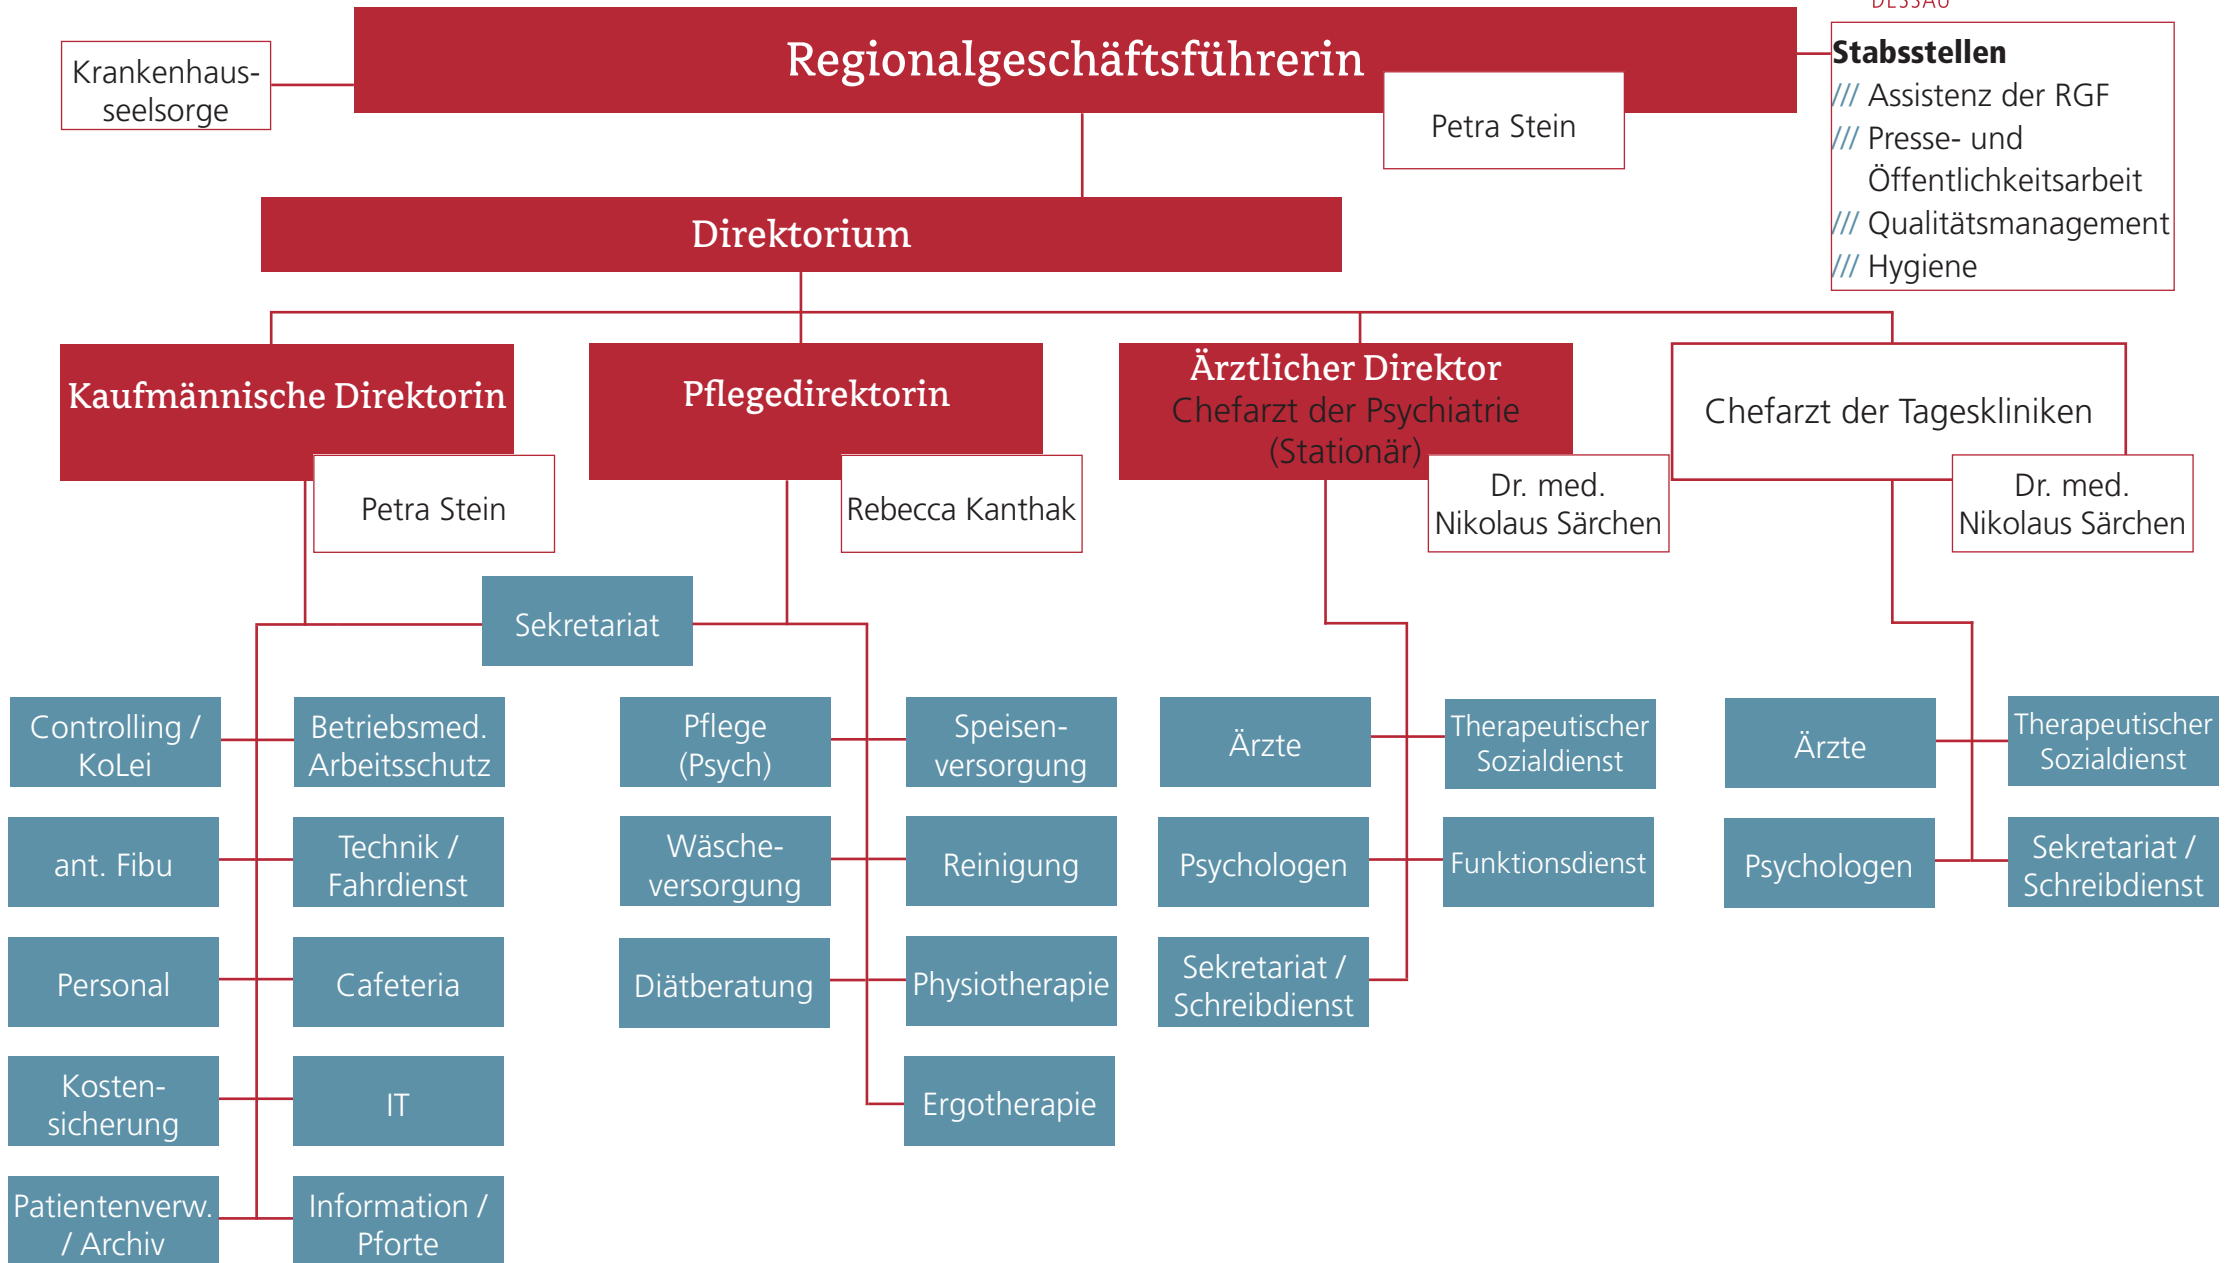 DESSAU
Regionalgeschäftsführerin
Krankenhaus-
seelsorge
Petra Stein
Stabsstellen
/// Assistenz der RGF
/// Presse- und
Öffentlichkeitsarbeit
/// Qualitätsmanagement
/// Hygiene
Direktorium
Kaufmännische Direktorin
Petra Stein
Pflegedirektorin
Rebecca Kanthak
Ärztlicher Direktor
Chefarzt der Psychiatrie
(Stationär)
Dr. med.
Nikolaus Särchen
Chefarzt der Tageskliniken
Dr. med.
Nikolaus Särchen
Sekretariat
Controlling /
KoLei
Betriebsmed.
Arbeitsschutz
ant. Fibu
Technik /
Fahrdienst
Personal
Cafeteria
Kosten-
sicherung
IT
Patientenverw.
/ Archiv
Information /
Pforte
Pflege
(Psych)
Speisen-
versorgung
Wäsche-
versorgung
Reinigung
Diätberatung
Physiotherapie
Ergotherapie
Ärzte
Therapeutischer
Sozialdienst
Psychologen
Funktionsdienst
Sekretariat /
Schreibdienst
Ärzte
Therapeutischer
Sozialdienst
Psychologen
Sekretariat /
Schreibdienst